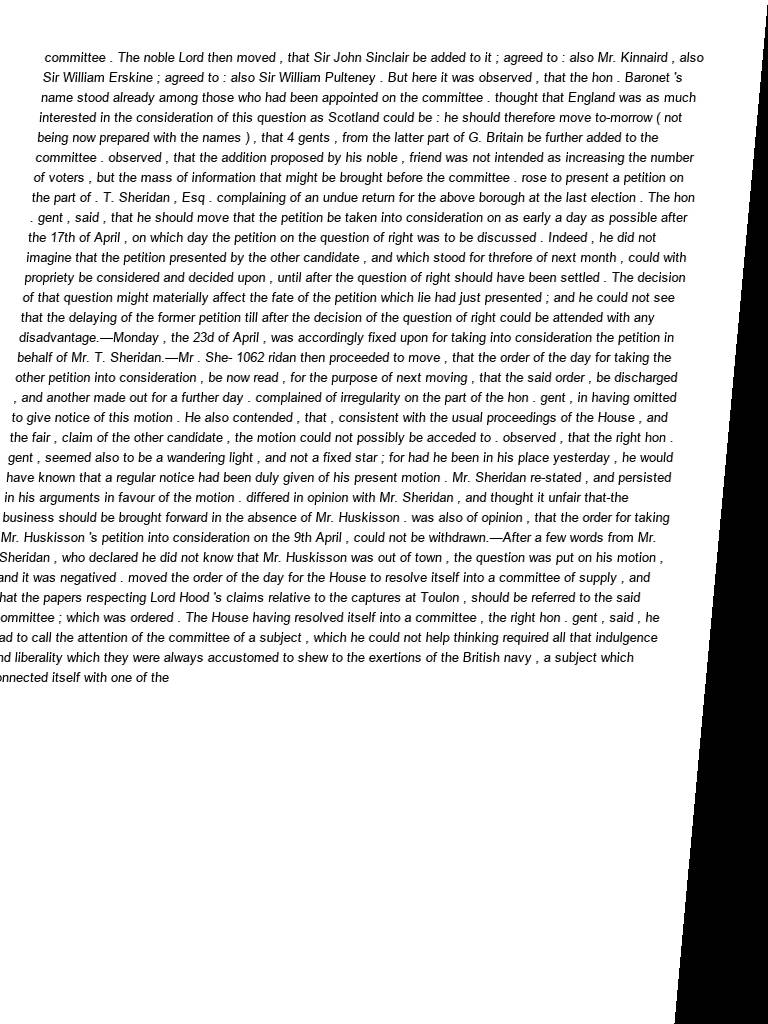 committee . The noble Lord then moved , that Sir John Sinclair be added to it ; agreed to : also Mr. Kinnaird , also
Sir William Erskine ; agreed to : also Sir William Pulteney . But here it was observed , that the hon . Baronet 's
name stood already among those who had been appointed on the committee . thought that England was as much
interested in the consideration of this question as Scotland could be : he should therefore move to-morrow ( not
being now prepared with the names ) , that 4 gents , from the latter part of G. Britain be further added to the
committee . observed , that the addition proposed by his noble , friend was not intended as increasing the number
of voters , but the mass of information that might be brought before the committee . rose to present a petition on
the part of . T. Sheridan , Esq . complaining of an undue return for the above borough at the last election . The hon
. gent , said , that he should move that the petition be taken into consideration on as early a day as possible after
the 17th of April , on which day the petition on the question of right was to be discussed . Indeed , he did not
imagine that the petition presented by the other candidate , and which stood for threfore of next month , could with
propriety be considered and decided upon , until after the question of right should have been settled . The decision
of that question might materially affect the fate of the petition which lie had just presented ; and he could not see
that the delaying of the former petition till after the decision of the question of right could be attended with any
disadvantage.—Monday , the 23d of April , was accordingly fixed upon for taking into consideration the petition in
behalf of Mr. T. Sheridan.—Mr . She- 1062 ridan then proceeded to move , that the order of the day for taking the
other petition into consideration , be now read , for the purpose of next moving , that the said order , be discharged
, and another made out for a further day . complained of irregularity on the part of the hon . gent , in having omitted
to give notice of this motion . He also contended , that , consistent with the usual proceedings of the House , and
the fair , claim of the other candidate , the motion could not possibly be acceded to . observed , that the right hon .
gent , seemed also to be a wandering light , and not a fixed star ; for had he been in his place yesterday , he would
have known that a regular notice had been duly given of his present motion . Mr. Sheridan re-stated , and persisted
in his arguments in favour of the motion . differed in opinion with Mr. Sheridan , and thought it unfair that-the
business should be brought forward in the absence of Mr. Huskisson . was also of opinion , that the order for taking
Mr. Huskisson 's petition into consideration on the 9th April , could not be withdrawn.—After a few words from Mr.
Sheridan , who declared he did not know that Mr. Huskisson was out of town , the question was put on his motion ,
and it was negatived . moved the order of the day for the House to resolve itself into a committee of supply , and
hat the papers respecting Lord Hood 's claims relative to the captures at Toulon , should be referred to the said
ommittee ; which was ordered . The House having resolved itself into a committee , the right hon . gent , said , he
ad to call the attention of the committee of a subject , which he could not help thinking required all that indulgence
nd liberality which they were always accustomed to shew to the exertions of the British navy , a subject which
onnected itself with one of the